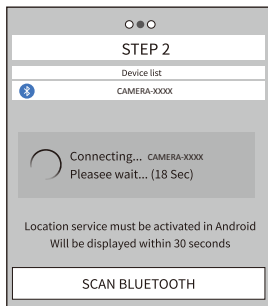 STEP 2
Device list
CAMERA-XXXX
Connecting... CAMERA-XXXX
Pleasee wait... (18 Sec)
Location service must be activated in Android
Will be displayed within 30 seconds
SCAN BLUETOOTH